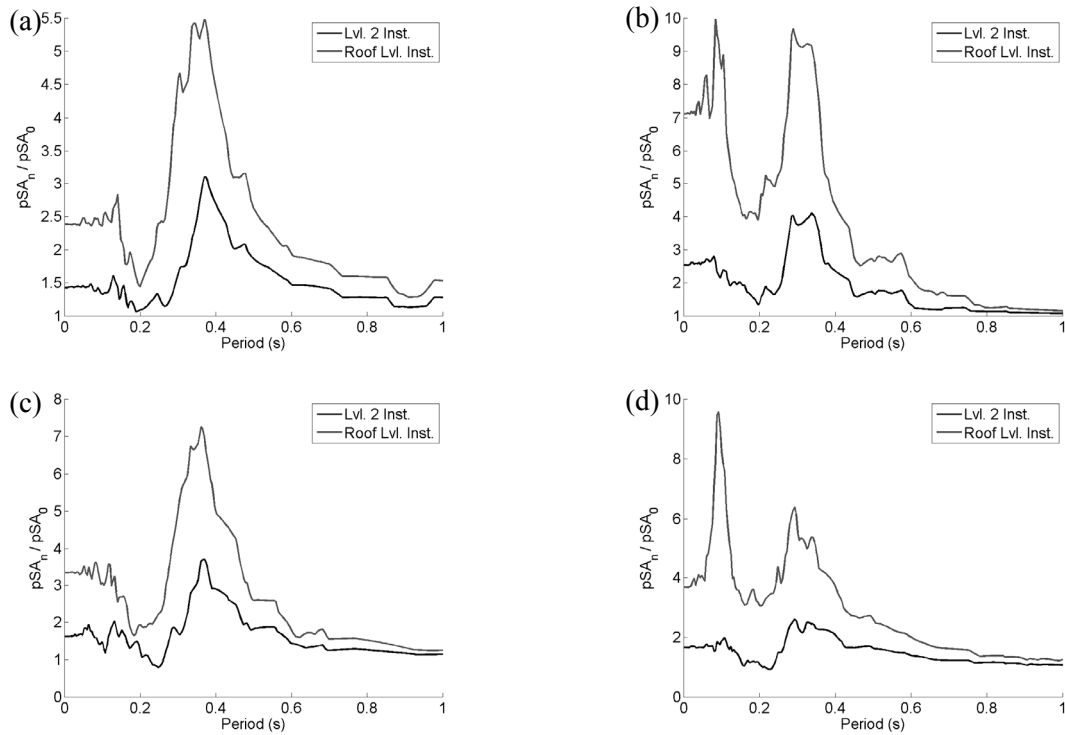 (a)
5.5
5
4.5
4
3.5
3
2.5
2
1.5
1
pSAn / pSA0
0 0.2 0.4 0.6 0.8 1
Period (s)
Lvl. 2 Inst.
Roof Lvl. Inst.
(b)
10
9
8
7
6
5
4
3
2
1
pSAn / pSA0
0 0.2 0.4 0.6 0.8 1
Period (s)
Lvl. 2 Inst.
Roof Lvl. Inst.
(c)
8
7
6
5
4
3
2
1
0
pSAn / pSA0
0 0.2 0.4 0.6 0.8 1
Period (s)
Lvl. 2 Inst.
Roof Lvl. Inst.
(d)
10
8
6
4
2
0
pSAn / pSA0
0 0.2 0.4 0.6 0.8 1
Period (s)
Lvl. 2 Inst.
Roof Lvl. Inst.